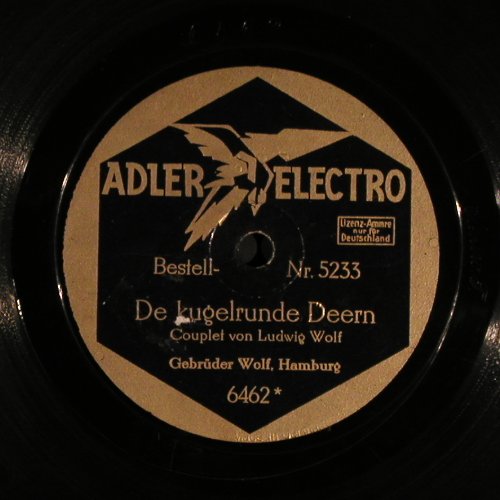 ADLER ELECTRO
Lizenz-Ammre
nur für
Deutschland
Bestell- Nr. 5233
De kugelrunde Deern
Couplet von Ludwig Wolf
Gebrüder Wolf, Hamburg
6462*